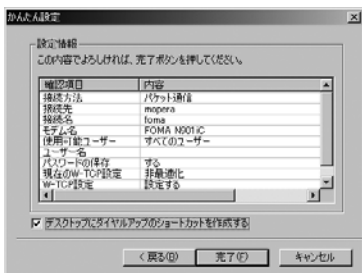 かんたん設定
設定情報
この内容でよろしければ、完了ボタンを押してください。
確認項目 内容
接続方法 パケット通信
接続先 mopera
接続名 foma
モデム名 FOMA N901iC
使用可能ユーザー すべてのユーザー
ユーザー名
パスワードの保存 する
現在のW-TCP設定 非最適化
W-TCP設定 設定する
デスクトップにダイヤルアップのショートカットを作成する
< 戻る(B) 完了(F) キャンセル